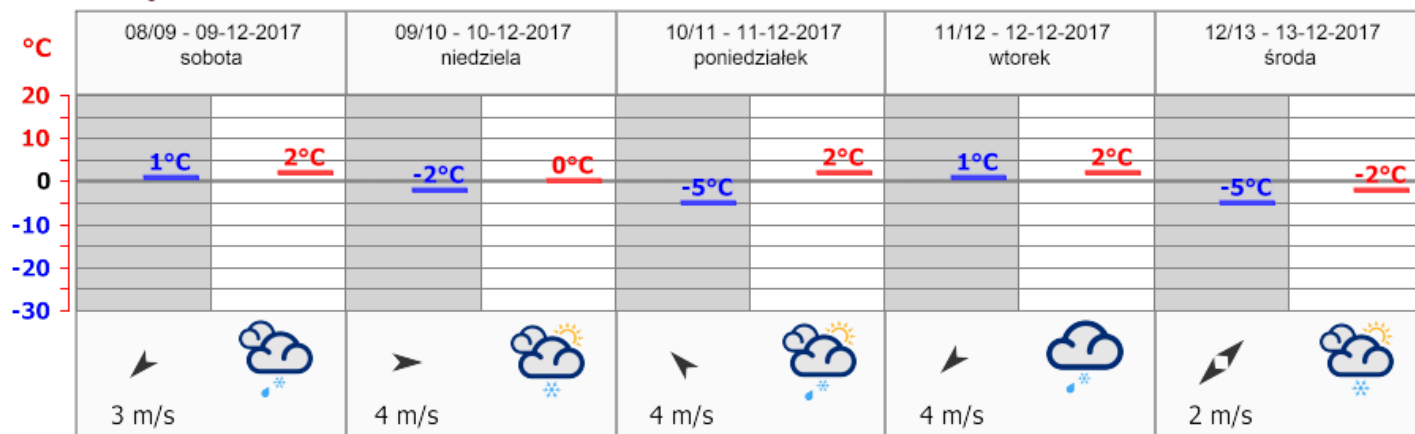 08/09 - 09-12-2017
sobota
09/10 - 10-12-2017
niedziela
10/11 - 11-12-2017
poniedziałek
11/12 - 12-12-2017
wtorek
12/13 - 13-12-2017
środa
°C
20
10
0
-10
-20
-30
1°C
2°C
-2°C
0°C
-5°C
2°C
1°C
2°C
-5°C
-2°C
3 m/s
4 m/s
4 m/s
4 m/s
2 m/s